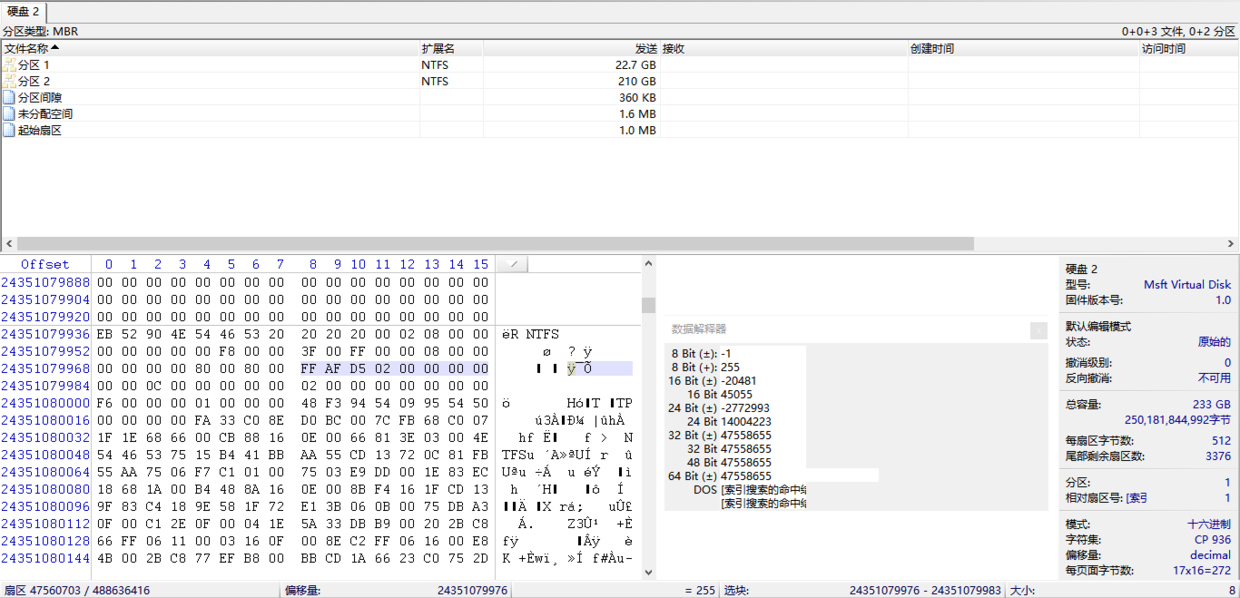 硬盘 2
分区类型: MBR
0+0+3 文件, 0+2 分区
文件名称 扩展名 发送 接收 创建时间 访问时间
分区 1 NTFS 22.7 GB
分区 2 NTFS 210 GB
分区间隙 360 KB
未分配空间 1.6 MB
起始扇区 1.0 MB
Offset 0 1 2 3 4 5 6 7 8 9 10 11 12 13 14 15
24351079888 00 00 00 00 00 00 00 00 00 00 00 00 00 00 00 00
24351079904 00 00 00 00 00 00 00 00 00 00 00 00 00 00 00 00
24351079920 00 00 00 00 00 00 00 00 00 00 00 00 00 00 00 00
24351079936 EB 52 90 4E 54 46 53 20 20 20 20 00 02 08 00 00 ëR NTFS
24351079952 00 00 00 00 00 F8 00 00 3F 00 FF 00 00 08 00 00 ø ? ÿ
24351079968 00 00 00 00 80 00 80 00 FF AF D5 02 00 00 00 00 ÿ¯Õ
24351079984 00 00 0C 00 00 00 00 00 02 00 00 00 00 00 00 00
24351080000 F6 00 00 00 01 00 00 00 48 F3 94 54 09 95 54 50 ö Hó T TP
24351080016 00 00 00 00 FA 33 C0 8E D0 BC 00 7C FB 68 C0 07 ú3À Ð¼ |ûhÀ
24351080032 1F 1E 68 66 00 CB 88 16 0E 00 66 81 3E 03 00 4E hf Ë f > N
24351080048 54 46 53 75 15 B4 41 BB AA 55 CD 13 72 0C 81 FB TFSu ´A»ªUÍ r û
24351080064 55 AA 75 06 F7 C1 01 00 75 03 E9 DD 00 1E 83 EC Uªu ÷Á u éÝ ì
24351080080 18 68 1A 00 B4 48 8A 16 0E 00 8B F4 16 1F CD 13 h ´H ô Í
24351080096 9F 83 C4 18 9E 58 1F 72 E1 3B 06 0B 00 75 DB A3 Ä X rá; uÛ£
24351080112 0F 00 C1 2E 0F 00 04 1E 5A 33 DB B9 00 20 2B C8 Á. Z3Û¹ +È
24351080128 66 FF 06 11 00 03 16 0F 00 8E C2 FF 06 16 00 E8 fÿ Âÿ è
24351080144 4B 00 2B C8 77 EF B8 00 BB CD 1A 66 23 C0 75 2D K +Èwï¸ »Í f#Àu-
数据解释器
8 Bit (±): -1
8 Bit (+): 255
16 Bit (±) -20481
16 Bit 45055
24 Bit (±) -2772993
24 Bit 14004223
32 Bit (±) 47558655
32 Bit 47558655
48 Bit 47558655
64 Bit (±) 47558655
DOS [索引搜索的命中
[索引搜索的命中
硬盘 2
型号: Msft Virtual Disk
固件版本号: 1.0
默认编辑模式
状态: 原始的
撤消级别: 0
反向撤消: 不可用
总容量: 233 GB
250,181,844,992字节
每扇区字节数: 512
尾部剩余扇区数: 3376
分区: 1
相对扇区号: [索引 1
模式: 十六进制
字符集: CP 936
偏移量: decimal
每页面字节数: 17x16=272
扇区 47560703 / 488636416 偏移量: 24351079976 = 255 选块: 24351079976 - 24351079983 大小: 8